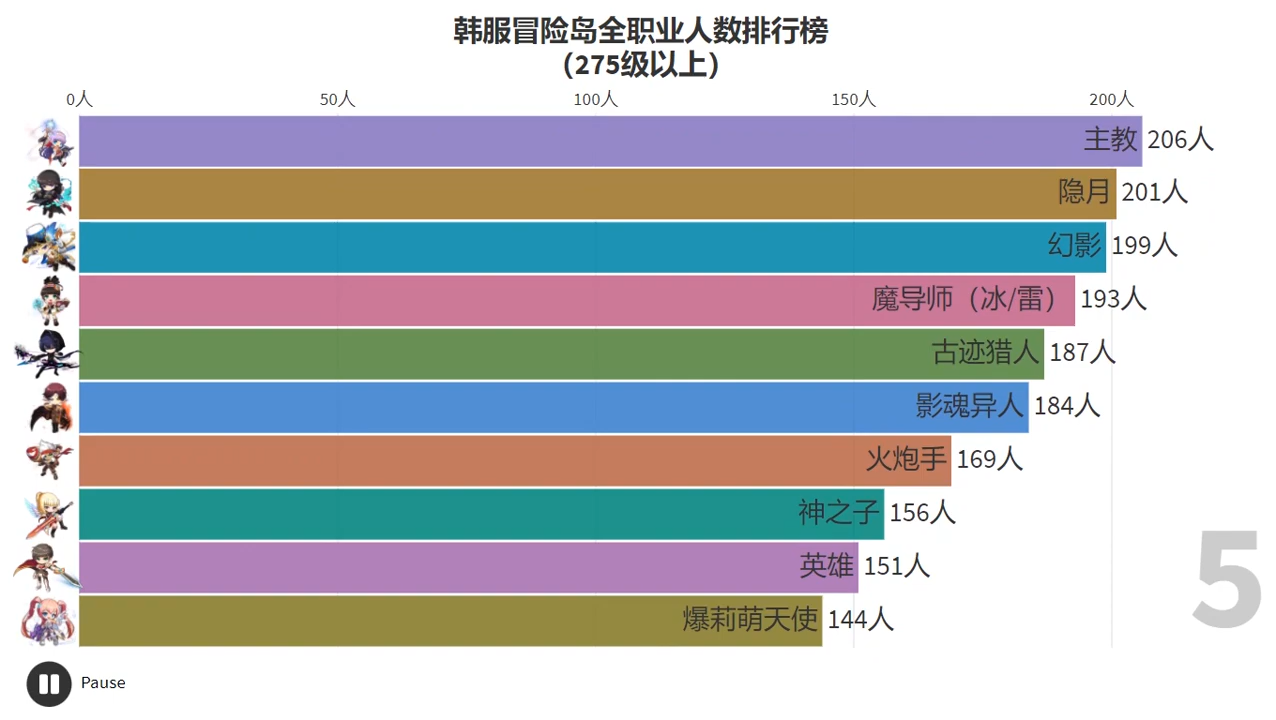 韩服冒险岛全职业人数排行榜
(275级以上)
0人 50人 100人 150人 200人
主教 206人
隐月 201人
幻影 199人
魔导师（冰/雷） 193人
古迹猎人 187人
影魂异人 184人
火炮手 169人
神之子 156人
英雄 151人
爆莉萌天使 144人
5
Pause